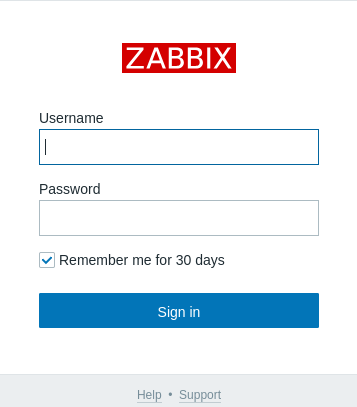 ZABBIX
Username
Password
Remember me for 30 days
Sign in
Help • Support